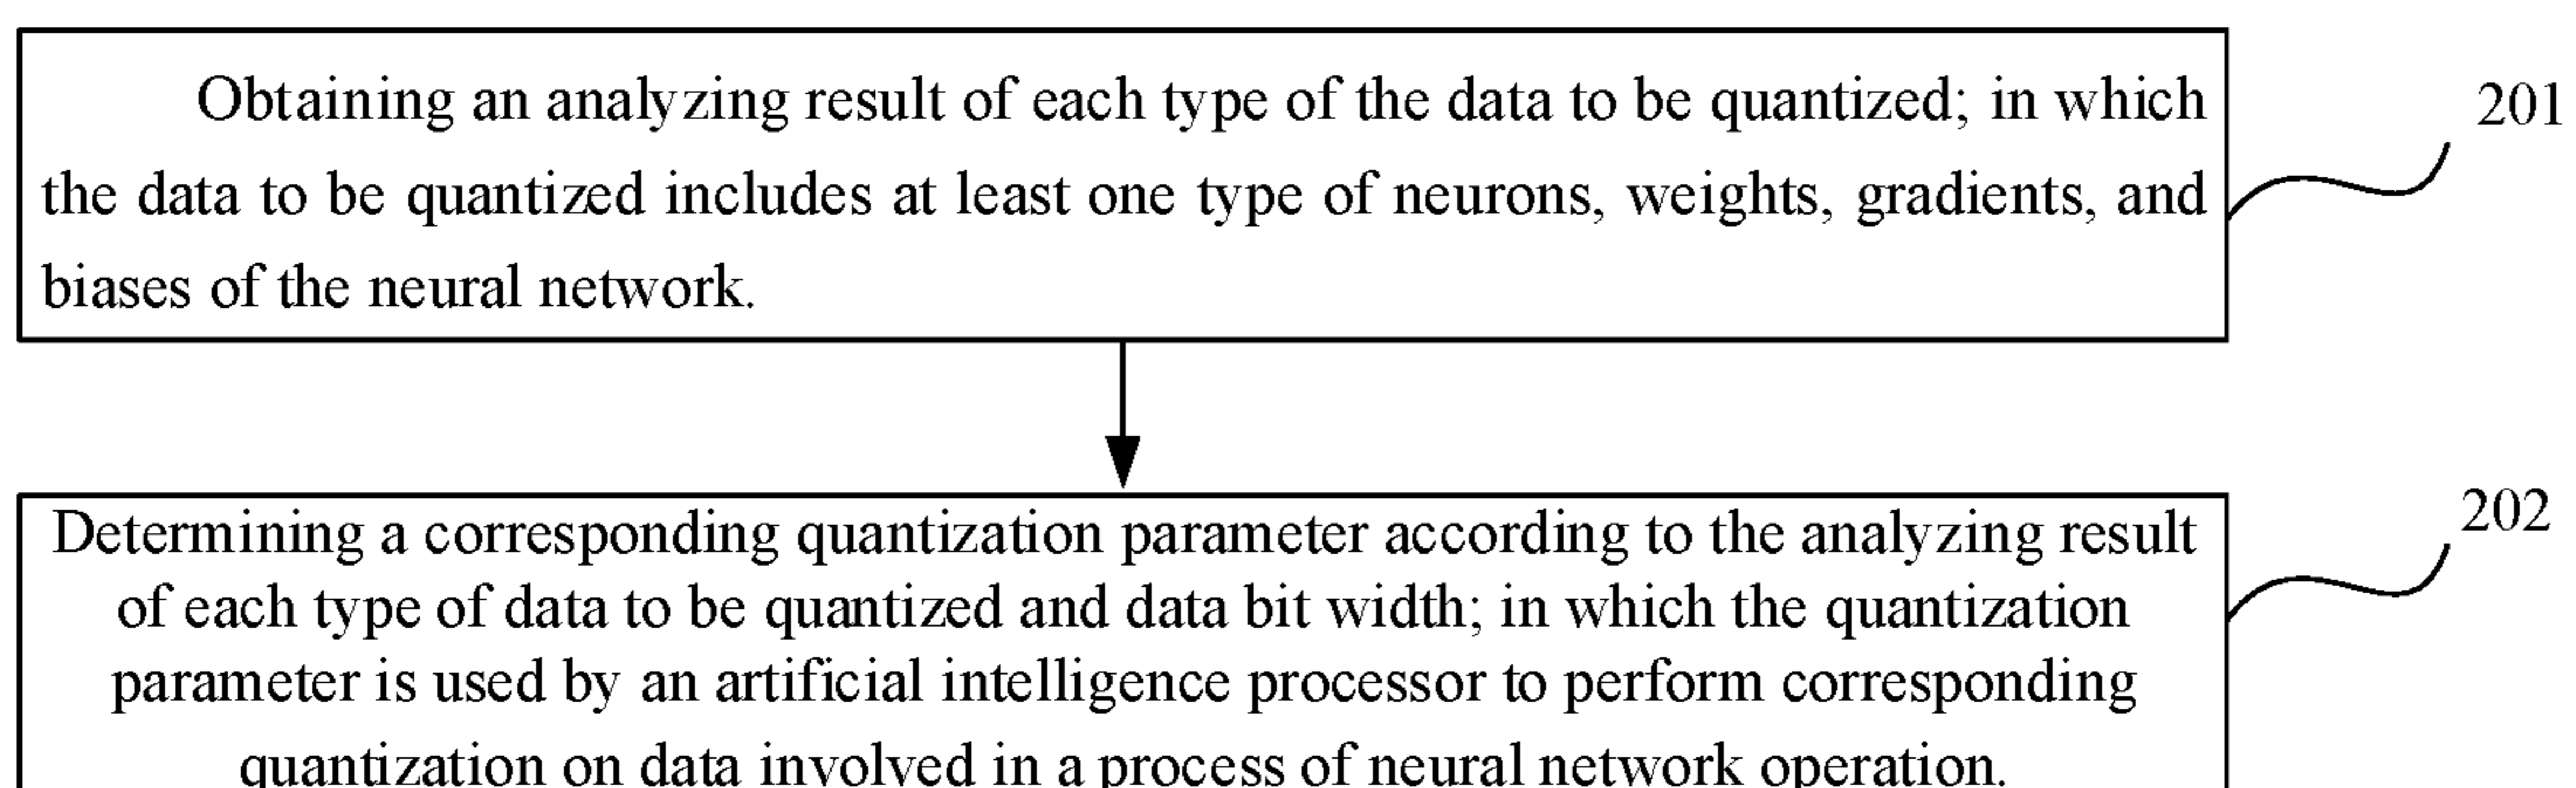 Obtaining an analyzing result of each type of the data to be quantized; in which
the data to be quantized includes at least one type of neurons, weights, gradients, and
biases of the neural network.
201
Determining a corresponding quantization parameter according to the analyzing result
of each type of data to be quantized and data bit width; in which the quantization
parameter is used by an artificial intelligence processor to perform corresponding
quantization on data involved in a process of neural network operation.
202